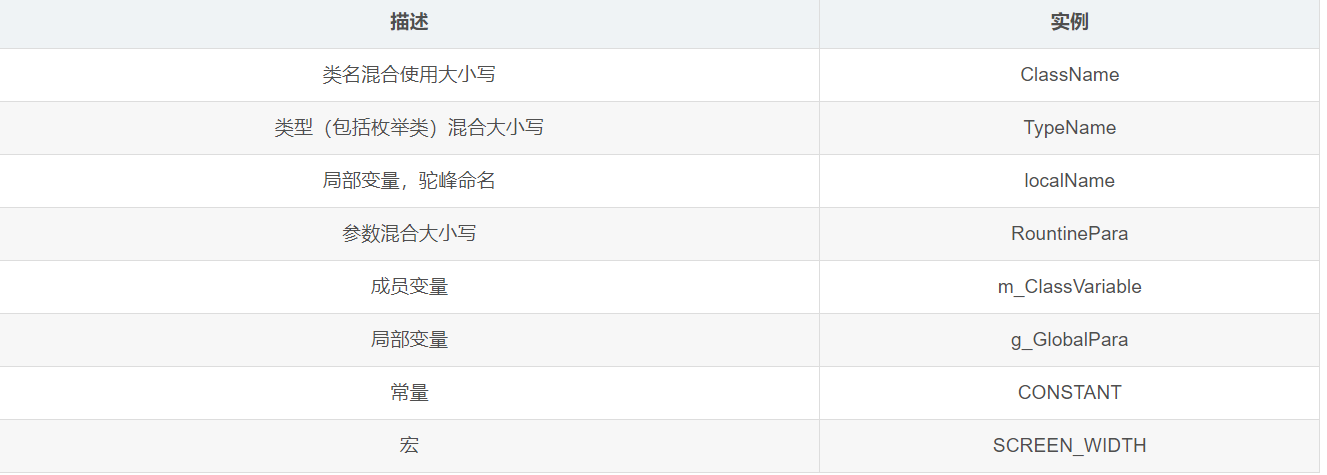 描述 实例
类名混合使用大小写 ClassName
类型（包括枚举类）混合大小写 TypeName
局部变量，驼峰命名 localName
参数混合大小写 RountinePara
成员变量 m_ClassVariable
局部变量 g_GlobalPara
常量 CONSTANT
宏 SCREEN_WIDTH